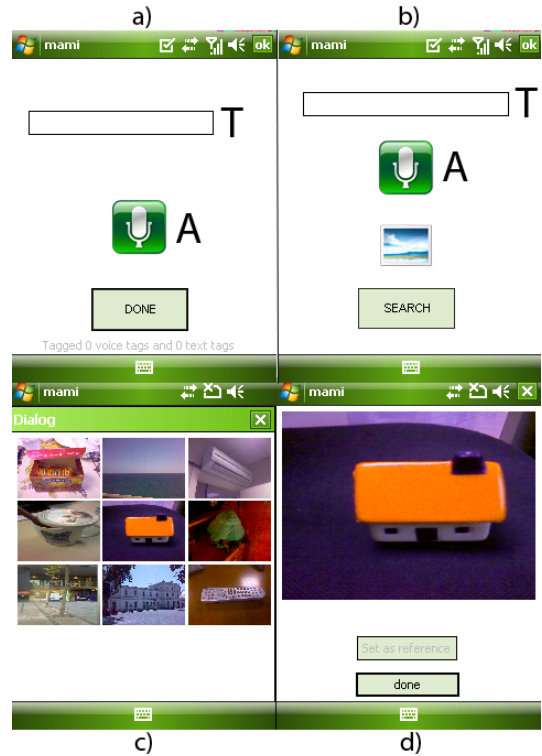 a)
b)
mami
ok
mami
ok
T
T
A
A
DONE
SEARCH
Tagged 0 voice tags and 0 text tags
mami
mami
Dialog
Set as reference
done
c)
d)